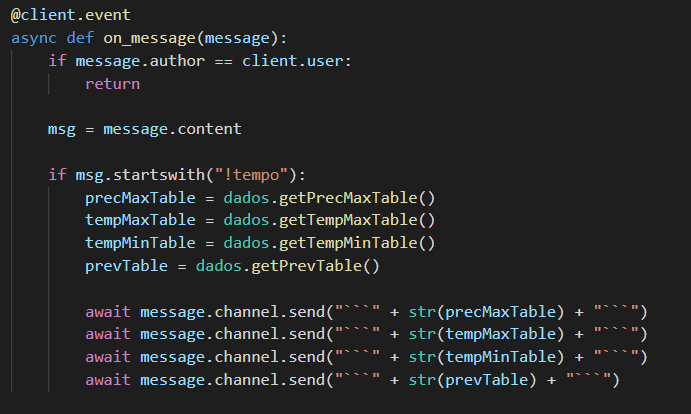 @client.event
async def on_message(message):
    if message.author == client.user:
        return
    msg = message.content
    if msg.startswith("!tempo"):
        precMaxTable = dados.getPrecMaxTable()
        tempMaxTable = dados.getTempMaxTable()
        tempMinTable = dados.getTempMinTable()
        prevTable = dados.getPrevTable()
        await message.channel.send("```" + str(precMaxTable) + "```")
        await message.channel.send("```" + str(tempMaxTable) + "```")
        await message.channel.send("```" + str(tempMinTable) + "```")
        await message.channel.send("```" + str(prevTable) + "```")